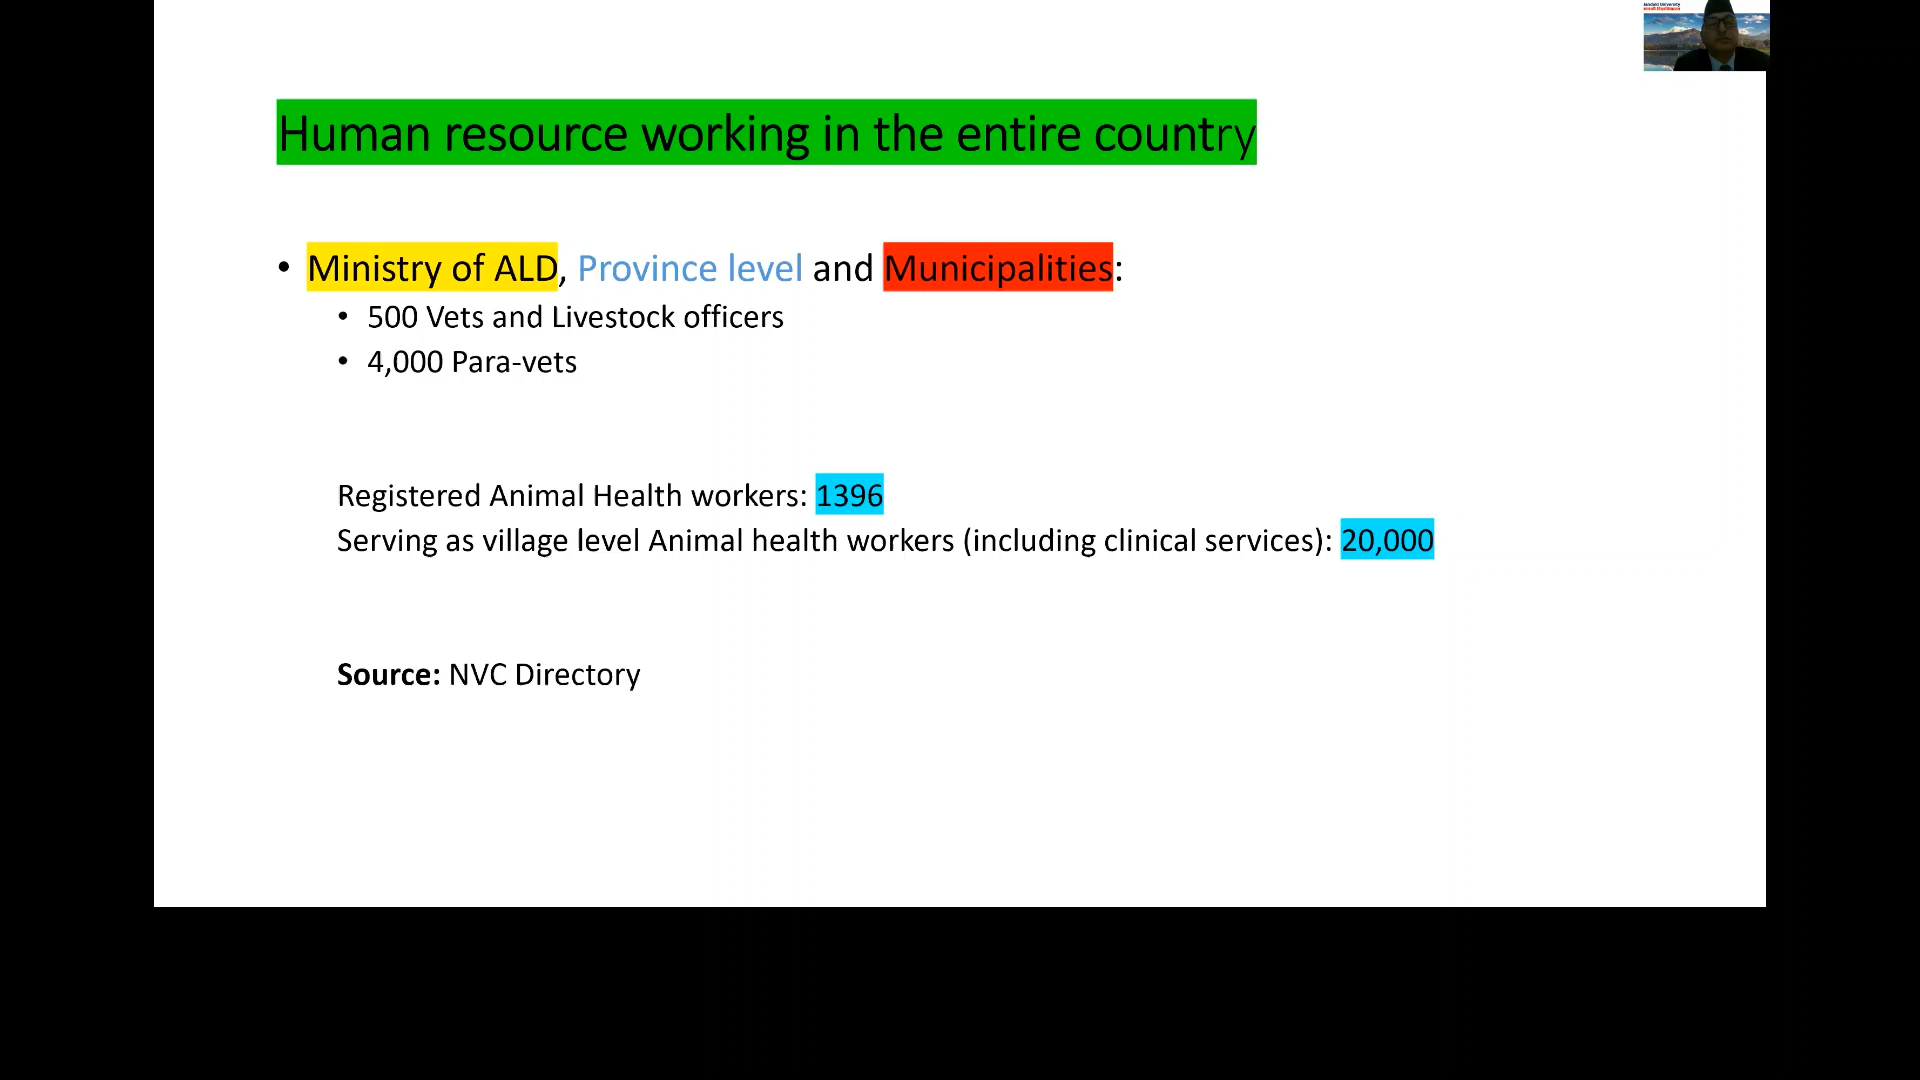 Human resource working in the entire country
• Ministry of ALD, Province level and Municipalities:
• 500 Vets and Livestock officers
• 4,000 Para-vets
Registered Animal Health workers: 1396
Serving as village level Animal health workers (including clinical services): 20,000
Source: NVC Directory